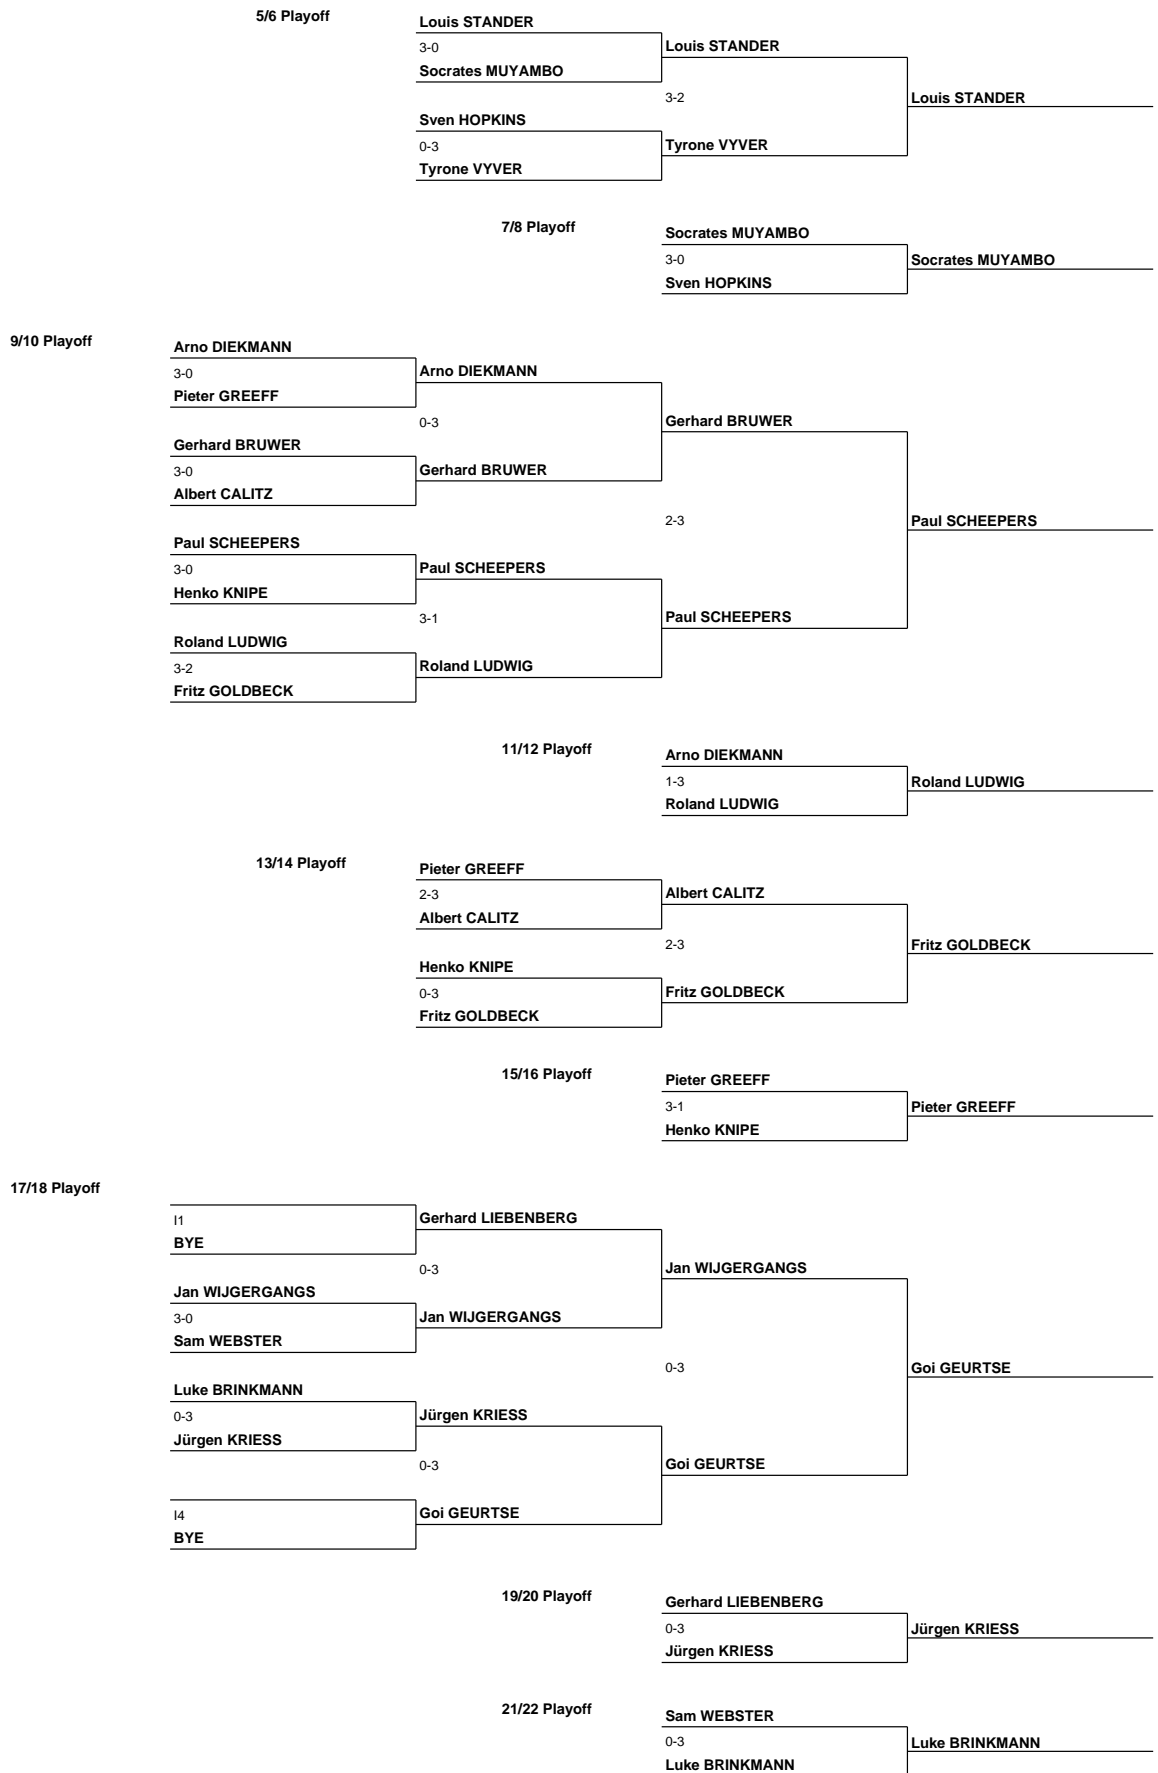 5/6 Playoff
Louis STANDER
3-0
Louis STANDER
Socrates MUYAMBO
3-2
Louis STANDER
Sven HOPKINS
0-3
Tyrone VYVER
Tyrone VYVER
7/8 Playoff
Socrates MUYAMBO
3-0
Socrates MUYAMBO
Sven HOPKINS
9/10 Playoff
Arno DIEKMANN
3-0
Arno DIEKMANN
Pieter GREEFF
0-3
Gerhard BRUWER
Gerhard BRUWER
3-0
Gerhard BRUWER
Albert CALITZ
2-3
Paul SCHEEPERS
Paul SCHEEPERS
3-0
Paul SCHEEPERS
Henko KNIPE
3-1
Paul SCHEEPERS
Roland LUDWIG
3-2
Roland LUDWIG
Fritz GOLDBECK
11/12 Playoff
Arno DIEKMANN
1-3
Roland LUDWIG
Roland LUDWIG
13/14 Playoff
Pieter GREEFF
2-3
Albert CALITZ
Albert CALITZ
2-3
Fritz GOLDBECK
Henko KNIPE
0-3
Fritz GOLDBECK
Fritz GOLDBECK
15/16 Playoff
Pieter GREEFF
3-1
Pieter GREEFF
Henko KNIPE
17/18 Playoff
I1
Gerhard LIEBENBERG
BYE
0-3
Jan WIJGERGANGS
Jan WIJGERGANGS
3-0
Jan WIJGERGANGS
Sam WEBSTER
0-3
Goi GEURTSE
Luke BRINKMANN
0-3
Jürgen KRIESS
Jürgen KRIESS
0-3
Goi GEURTSE
I4
Goi GEURTSE
BYE
19/20 Playoff
Gerhard LIEBENBERG
0-3
Jürgen KRIESS
Jürgen KRIESS
21/22 Playoff
Sam WEBSTER
0-3
Luke BRINKMANN
Luke BRINKMANN